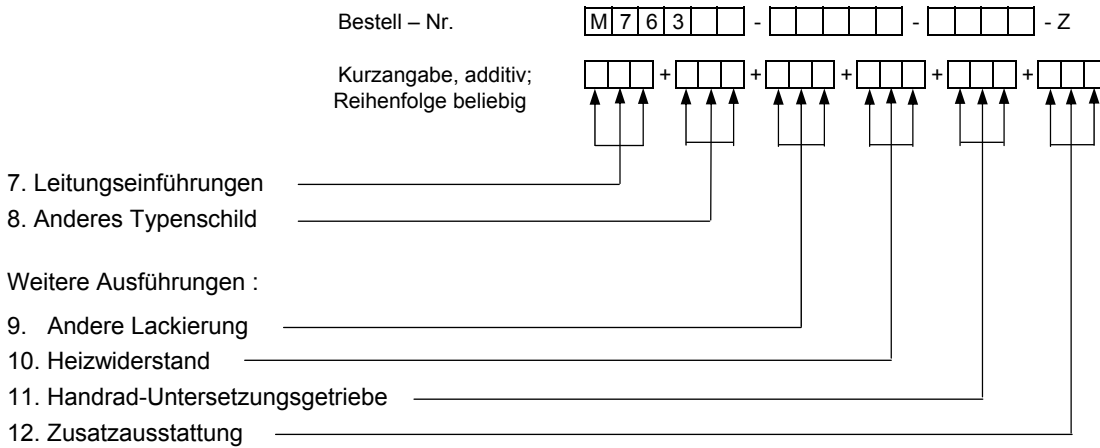 Bestell – Nr. M 7 6 3 - - - Z
Kurzangabe, additiv; + + + + +
Reihenfolge beliebig
7. Leitungseinführungen
8. Anderes Typenschild
Weitere Ausführungen :
9. Andere Lackierung
10. Heizwiderstand
11. Handrad-Untersetzungsgetriebe
12. Zusatzausstattung